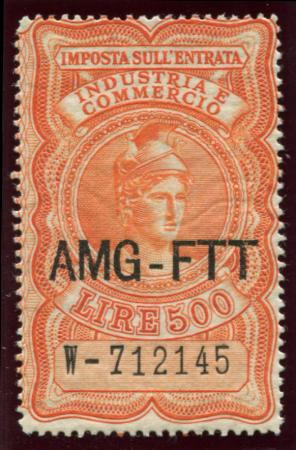 IMPOSTA SULL'ENTRATA
INDUSTRIA E
COMMERCIO
AMG-FTT
LIRE 500
W-712145